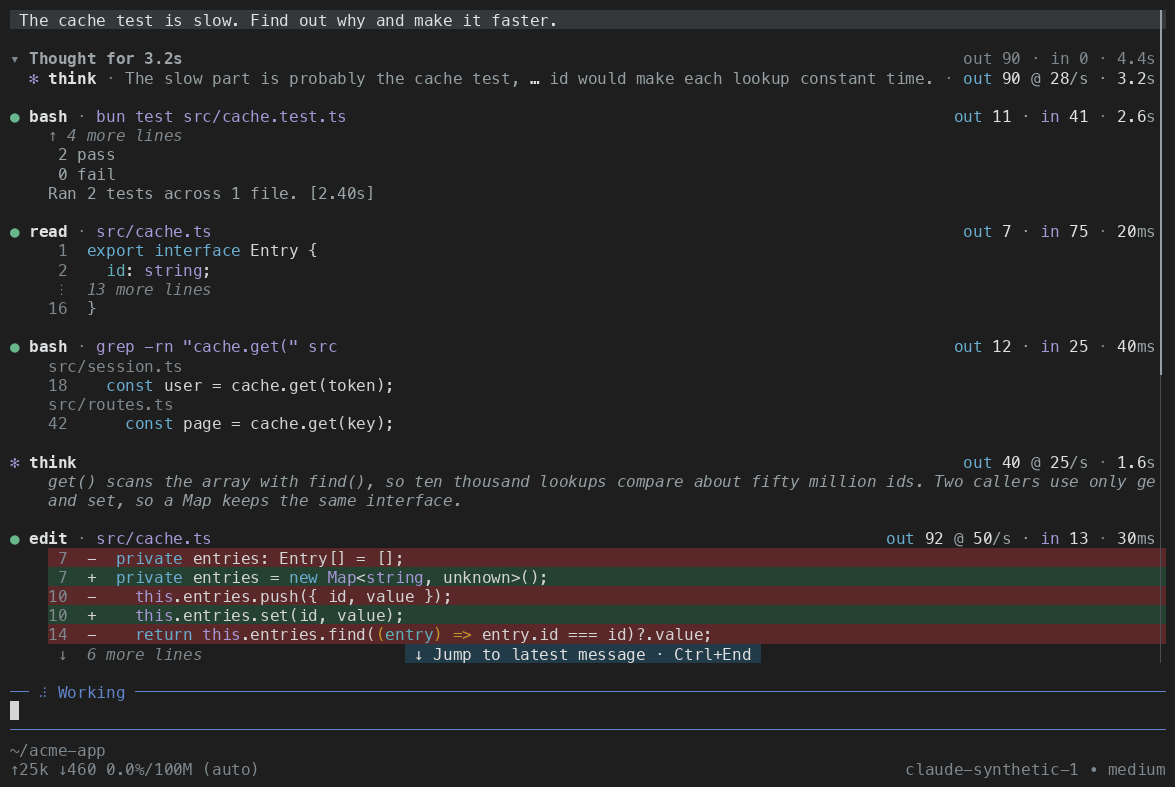 The cache test is slow. Find out why and make it faster.
▾ Thought for 3.2s out 90 · in 0 · 4.4s
✻ think · The slow part is probably the cache test, … id would make each lookup constant time. · out 90 @ 28/s · 3.2s
● bash · bun test src/cache.test.ts out 11 · in 41 · 2.6s
↑ 4 more lines
2 pass
0 fail
Ran 2 tests across 1 file. [2.40s]
● read · src/cache.ts out 7 · in 75 · 20ms
1 export interface Entry {
2 id: string;
⋮ 13 more lines
16 }
● bash · grep -rn "cache.get(" src out 12 · in 25 · 40ms
src/session.ts
18 const user = cache.get(token);
src/routes.ts
42 const page = cache.get(key);
✻ think out 40 @ 25/s · 1.6s
get() scans the array with find(), so ten thousand lookups compare about fifty million ids. Two callers use only ge
and set, so a Map keeps the same interface.
● edit · src/cache.ts out 92 @ 50/s · in 13 · 30ms
7 - private entries: Entry[] = [];
7 + private entries = new Map<string, unknown>();
10 - this.entries.push({ id, value });
10 + this.entries.set(id, value);
14 - return this.entries.find((entry) => entry.id === id)?.value;
↓ 6 more lines ↓ Jump to latest message · Ctrl+End
Working
~/acme-app
↑25k ↓460 0.0%/100M (auto) claude-synthetic-1 • medium